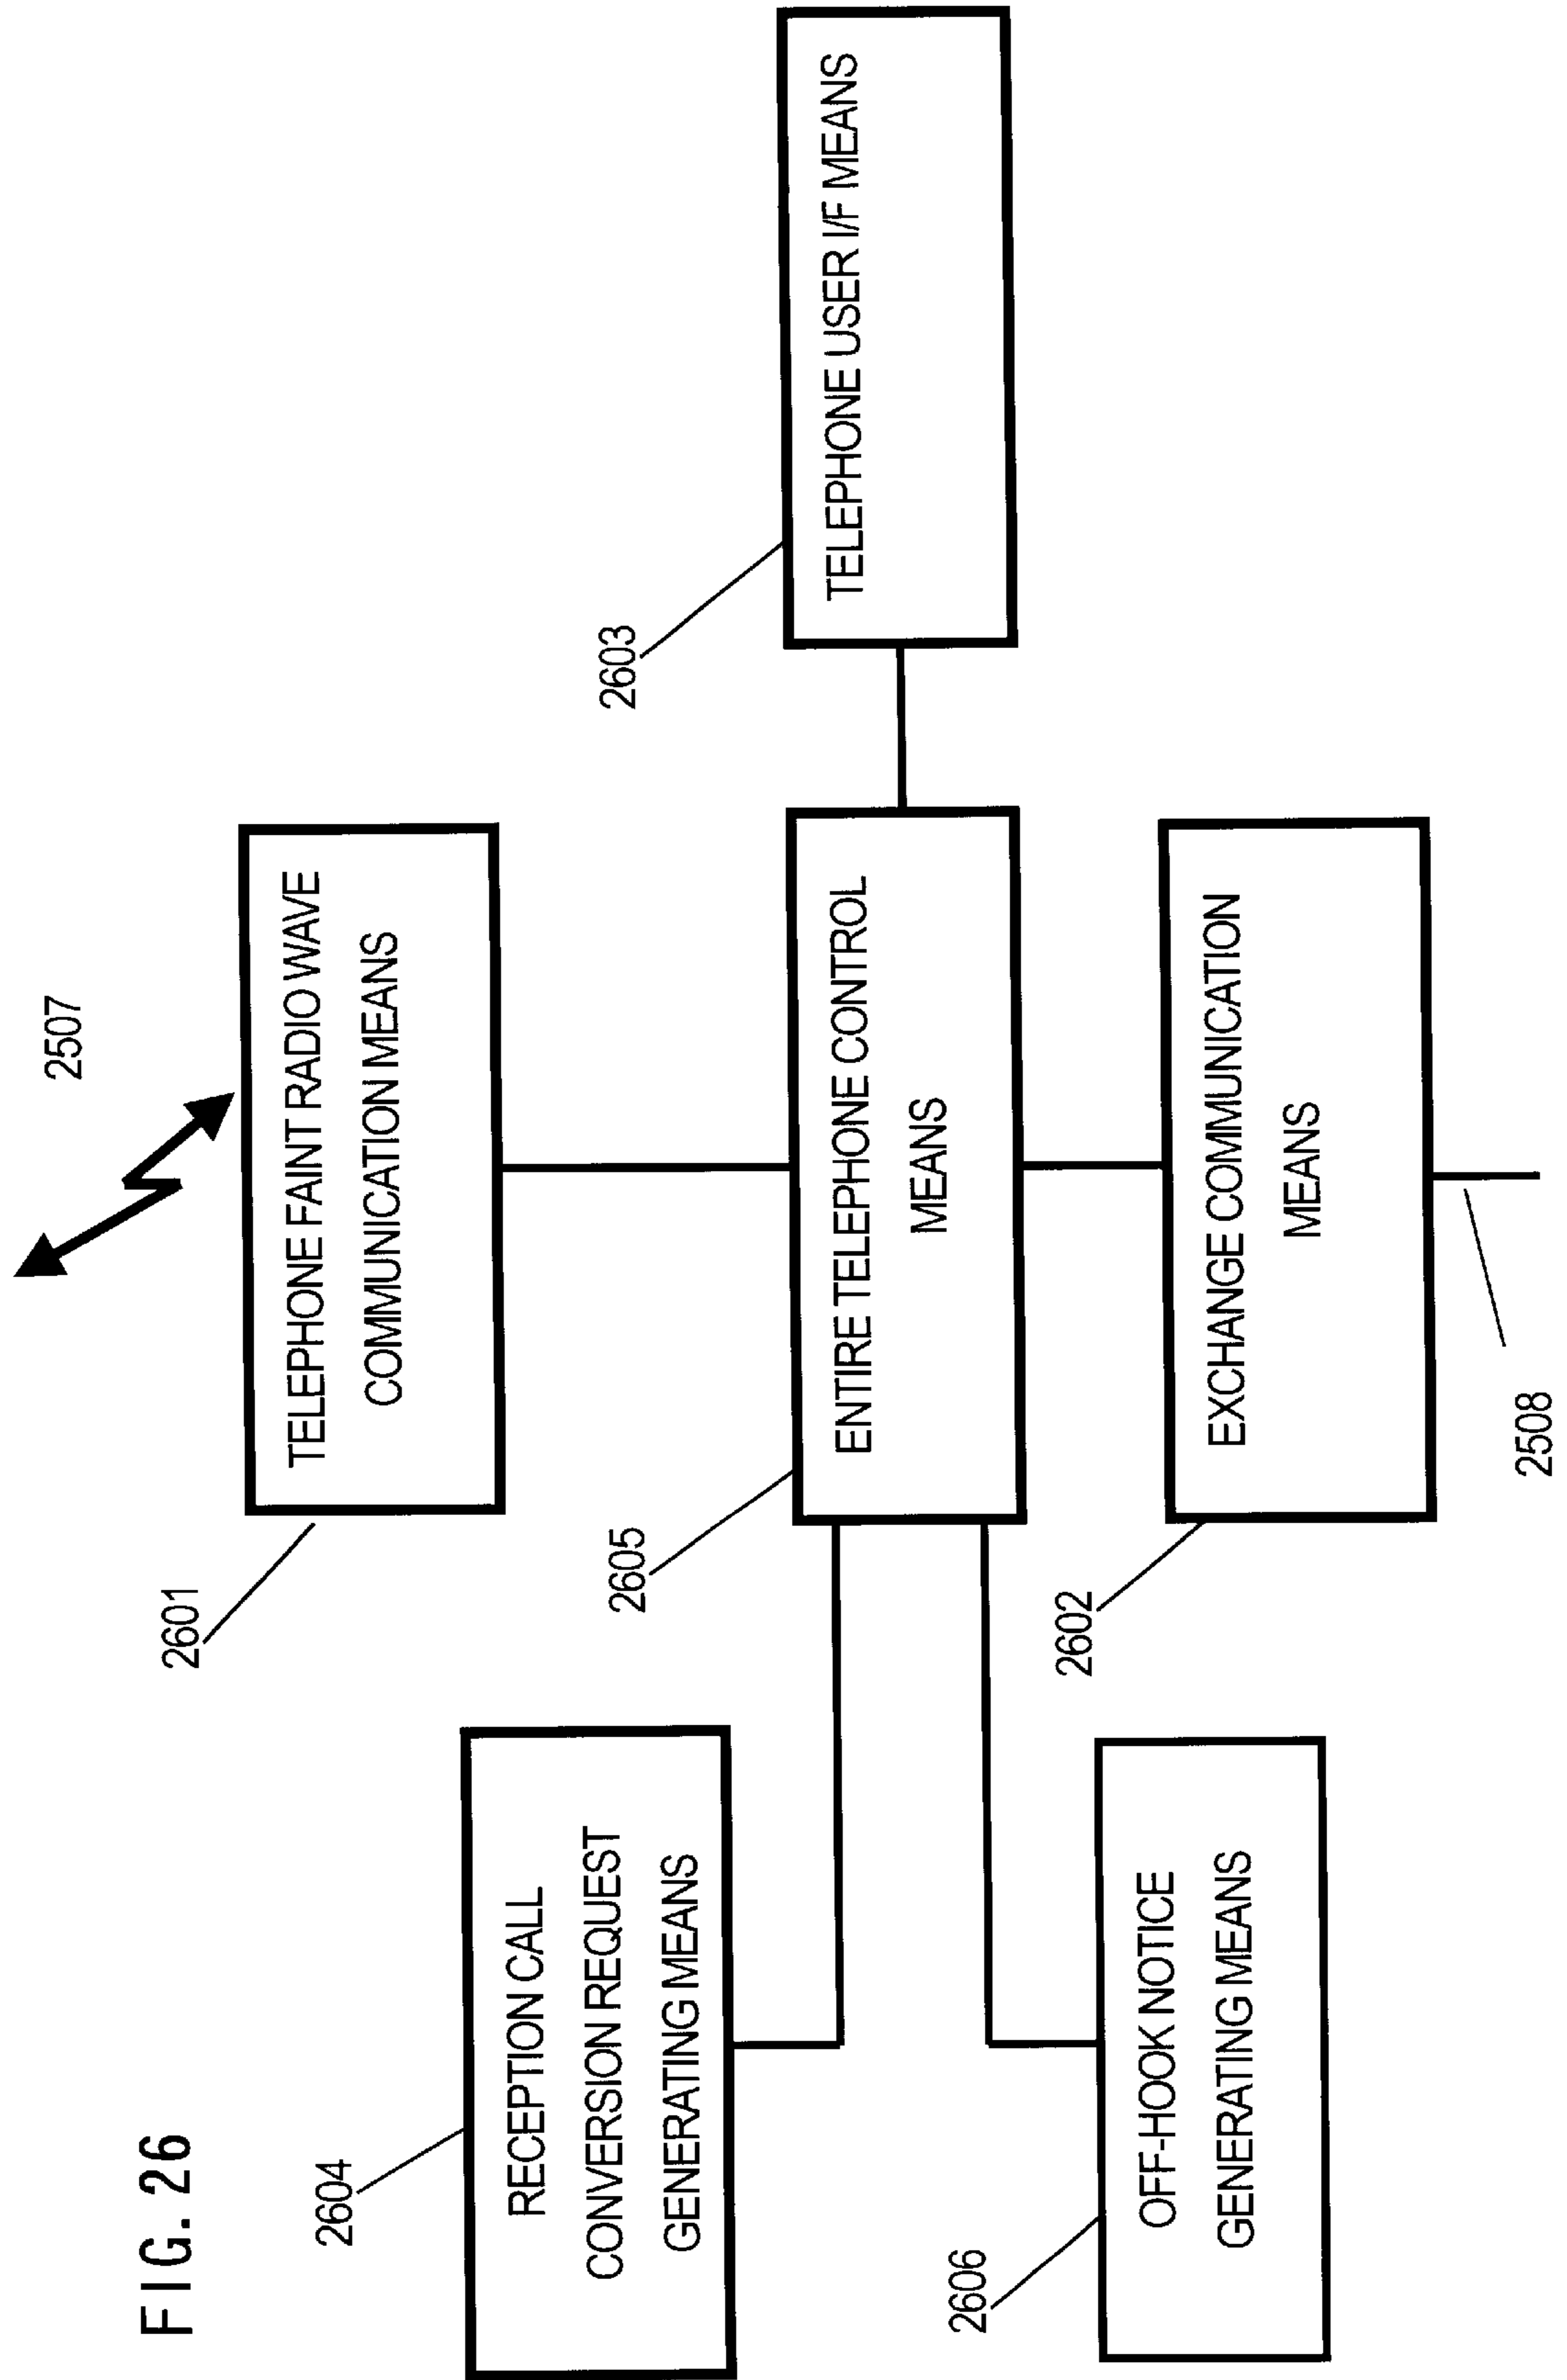 FIG. 26
2507
2601
TELEPHONE FAINT RADIO WAVE
COMMUNICATION MEANS
2604
RECEPTION CALL
CONVERSION REQUEST
GENERATING MEANS
2605
ENTIRE TELEPHONE CONTROL
MEANS
2603
TELEPHONE USER I/F MEANS
2606
OFF-HOOK NOTICE
GENERATING MEANS
2602
EXCHANGE COMMUNICATION
MEANS
2508